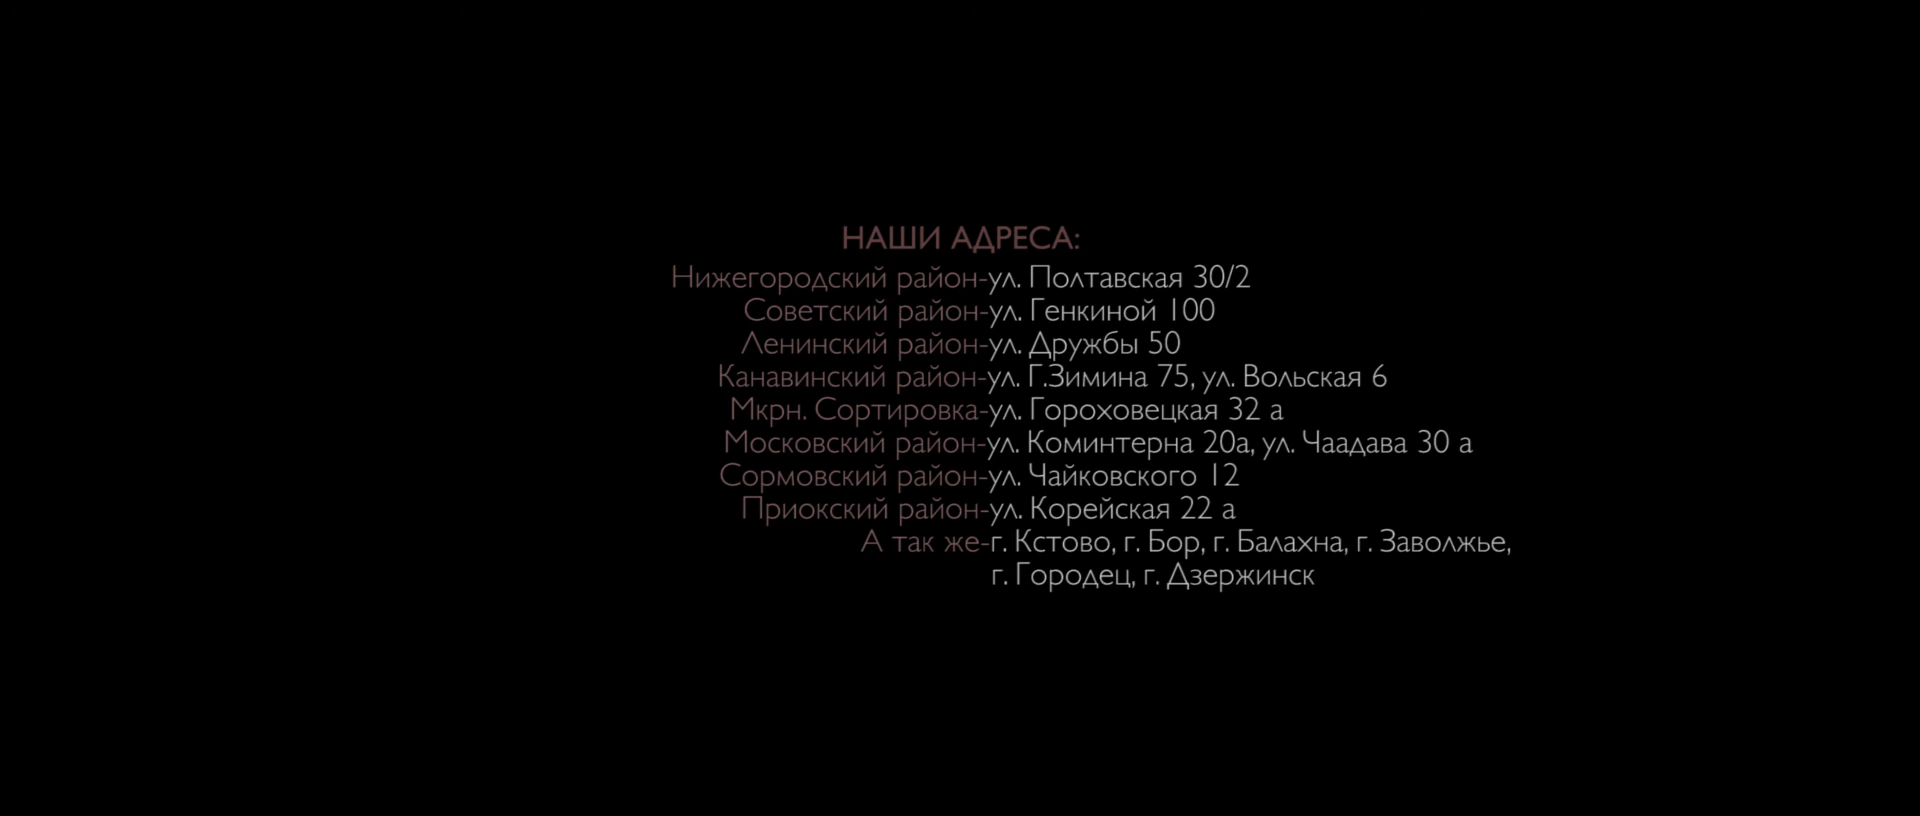 НАШИ АДРЕСА:
Нижегородский район-ул. Полтавская 30/2
Советский район-ул. Генкиной 100
Ленинский район-ул. Дружбы 50
Канавинский район-ул. Г.Зимина 75, ул. Вольская 6
Мкрн. Сортировка-ул. Гороховецкая 32 а
Московский район-ул. Коминтерна 20а, ул. Чаадава 30 а
Сормовский район-ул. Чайковского 12
Приокский район-ул. Корейская 22 а
А так же-г. Кстово, г. Бор, г. Балахна, г. Заволжье,
г. Городец, г. Дзержинск